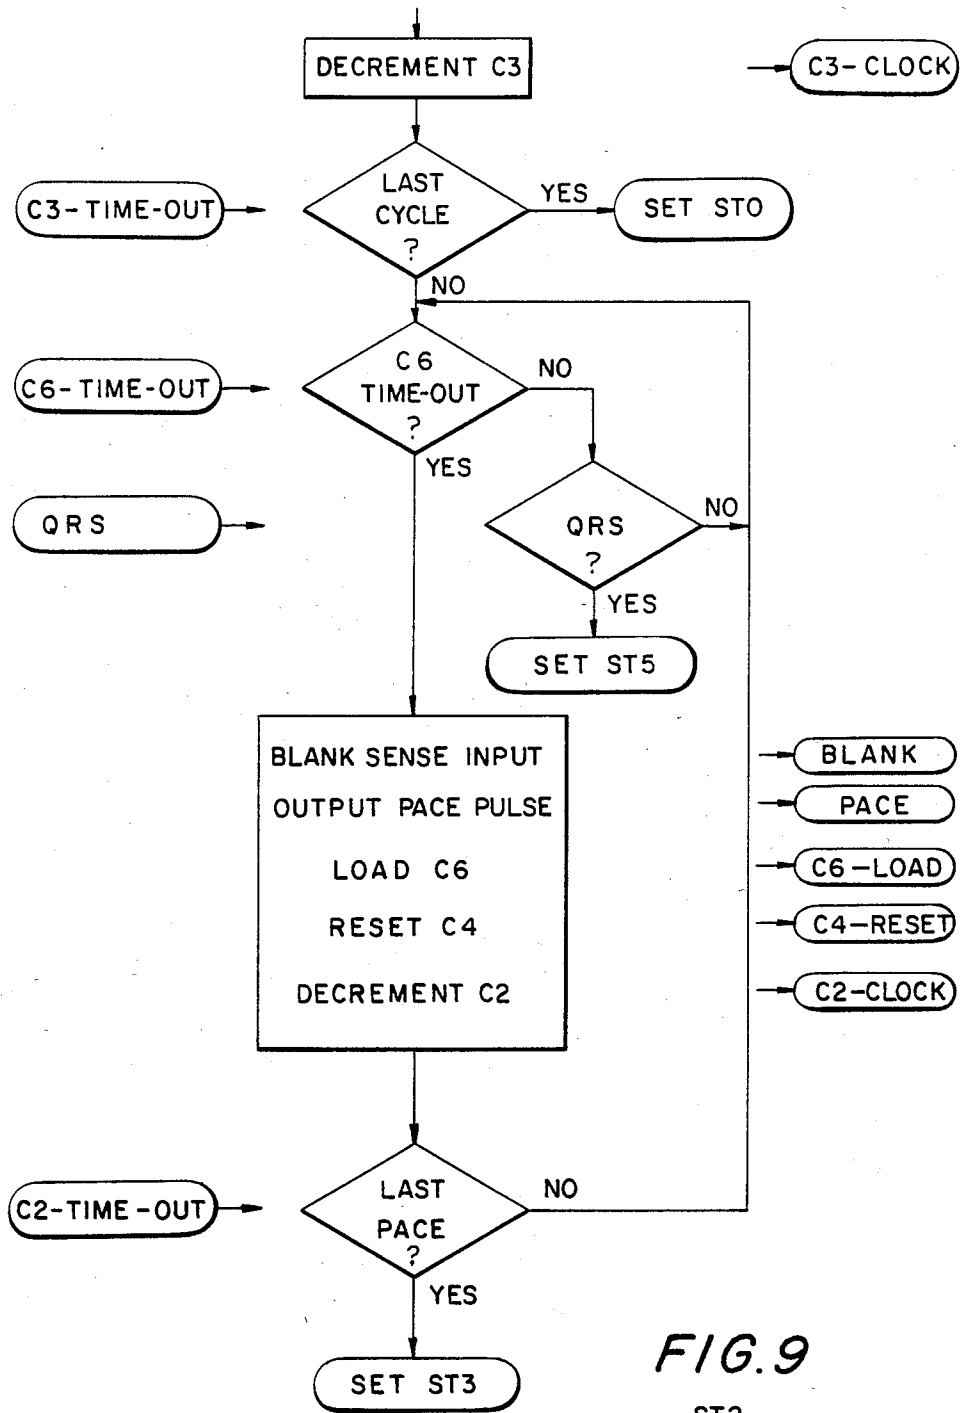 DECREMENT C3
C3-CLOCK
LAST
CYCLE
?
YES
C3-TIME-OUT
SET STO
NO
C6
TIME-OUT
?
NO
C6-TIME-OUT
YES
QRS
QRS
?
NO
YES
SET ST5
BLANK SENSE INPUT
BLANK
OUTPUT PACE PULSE
PACE
LOAD C6
C6-LOAD
RESET C4
C4-RESET
DECREMENT C2
C2-CLOCK
LAST
PACE
?
NO
C2-TIME-OUT
YES
SET ST3
FIG.9